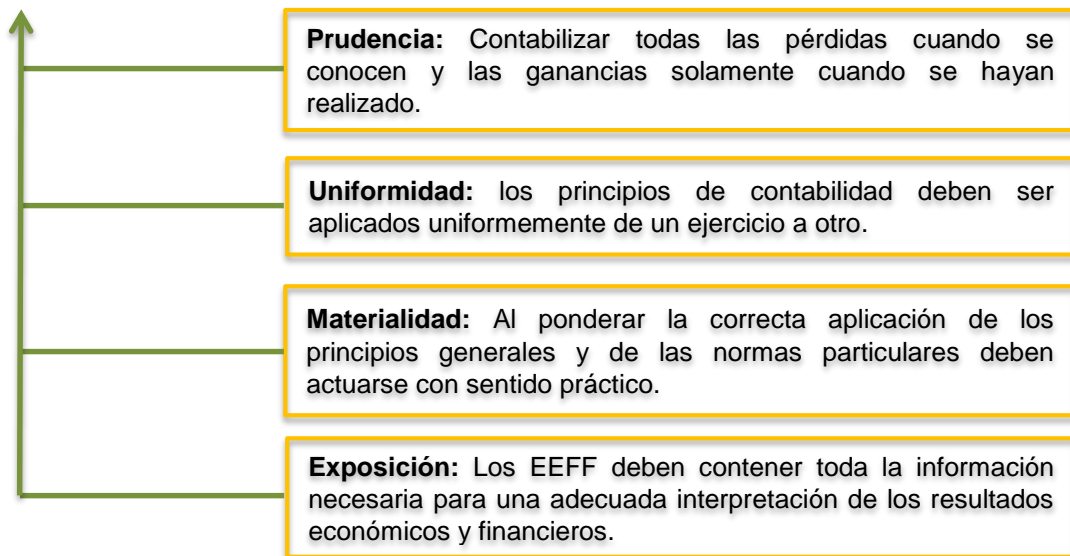 Prudencia: Contabilizar todas las pérdidas cuando se
conocen y las ganancias solamente cuando se hayan
realizado.
Uniformidad: los principios de contabilidad deben ser
aplicados uniformemente de un ejercicio a otro.
Materialidad: Al ponderar la correcta aplicación de los
principios generales y de las normas particulares deben
actuarse con sentido práctico.
Exposición: Los EEFF deben contener toda la información
necesaria para una adecuada interpretación de los resultados
económicos y financieros.